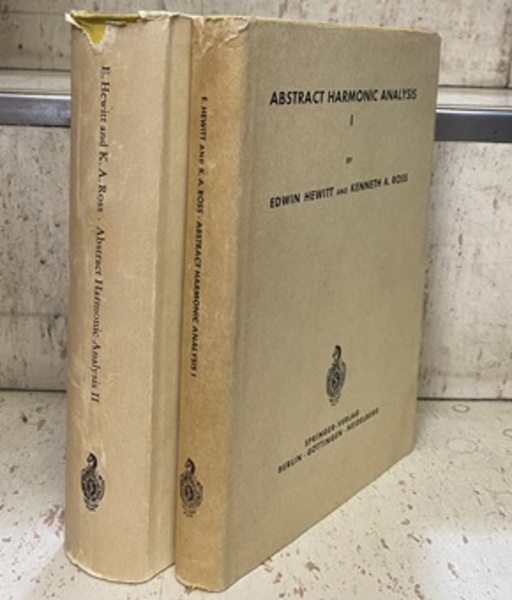 E. Hewitt and K. A. Ross · Abstract Harmonic Analysis II
E. HEWITT AND K. A. ROSS · ABSTRACT HARMONIC ANALYSIS I
ABSTRACT HARMONIC ANALYSIS
I
BY
EDWIN HEWITT AND KENNETH A. ROSS
SPRINGER-VERLAG
BERLIN · GÖTTINGEN · HEIDELBERG